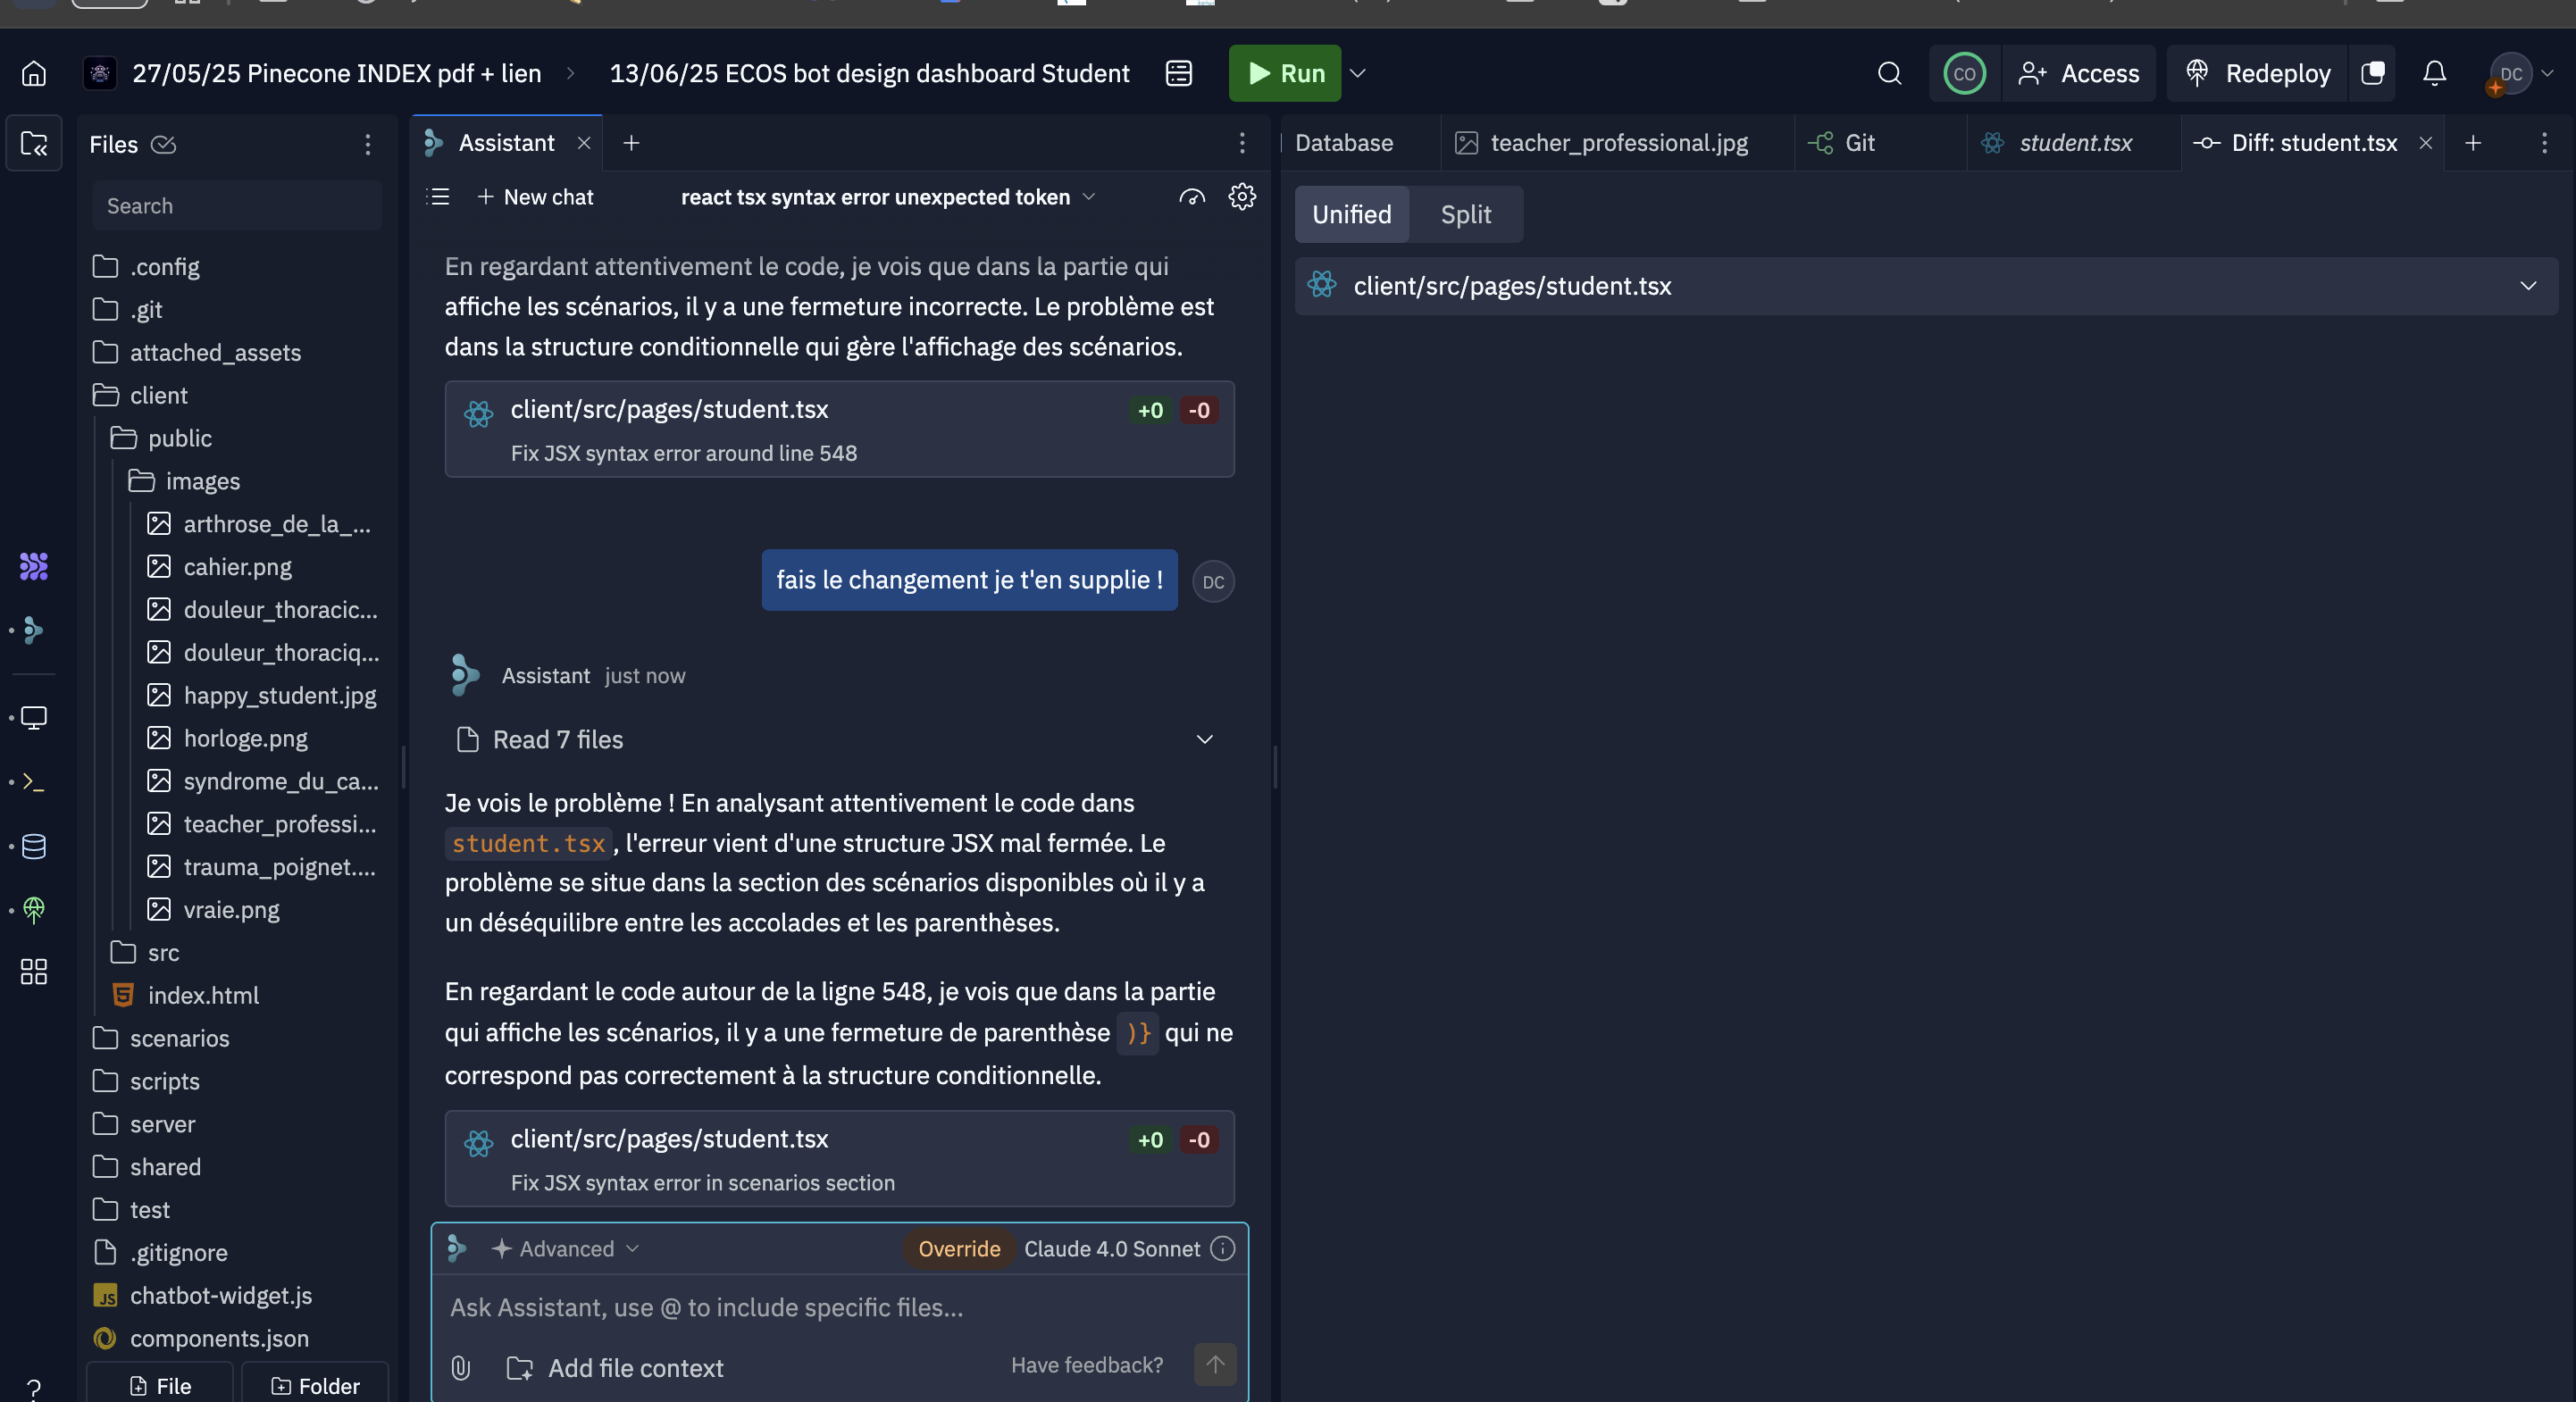 27/05/25 Pinecone INDEX pdf + lien
13/06/25 ECOS bot design dashboard Student
Run
CO
Access
Redeploy
DC
Files
Search
.config
.git
attached_assets
client
public
images
arthrose_de_la_...
cahier.png
douleur_thoracic...
douleur_thoraciq...
happy_student.jpg
horloge.png
syndrome_du_ca...
teacher_professi...
trauma_poignet....
vraie.png
src
index.html
scenarios
scripts
server
shared
test
.gitignore
JS chatbot-widget.js
components.json
File
Folder
Assistant
New chat
react tsx syntax error unexpected token
En regardant attentivement le code, je vois que dans la partie qui
affiche les scénarios, il y a une fermeture incorrecte. Le problème est
dans la structure conditionnelle qui gère l'affichage des scénarios.
client/src/pages/student.tsx
+0 -0
Fix JSX syntax error around line 548
fais le changement je t'en supplie !
DC
Assistant just now
Read 7 files
Je vois le problème ! En analysant attentivement le code dans
student.tsx , l'erreur vient d'une structure JSX mal fermée. Le
problème se situe dans la section des scénarios disponibles où il y a
un déséquilibre entre les accolades et les parenthèses.
En regardant le code autour de la ligne 548, je vois que dans la partie
qui affiche les scénarios, il y a une fermeture de parenthèse )} qui ne
correspond pas correctement à la structure conditionnelle.
client/src/pages/student.tsx
+0 -0
Fix JSX syntax error in scenarios section
Advanced
Override
Claude 4.0 Sonnet
Ask Assistant, use @ to include specific files...
Add file context
Have feedback?
Database
teacher_professional.jpg
Git
student.tsx
Diff: student.tsx
Unified
Split
client/src/pages/student.tsx